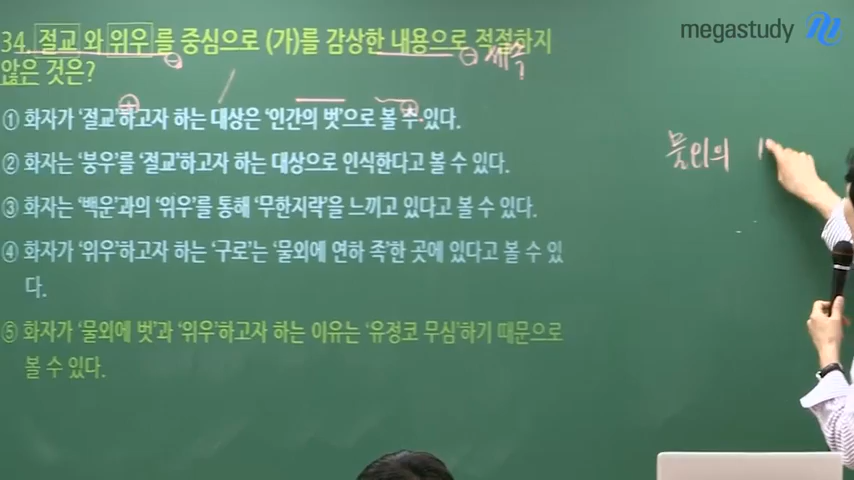 megastudy
34. 절교 와 위우 를 중심으로 (가)를 감상한 내용으로 적절하지
않은 것은?
⊖
⊖ 세속
⊕
⊕
① 화자가 '절교'하고자 하는 대상은 '인간의 벗'으로 볼 수 있다.
② 화자는 '붕우'를 '절교'하고자 하는 대상으로 인식한다고 볼 수 있다.
③ 화자는 '백운'과의 '위우'를 통해 '무한지락'을 느끼고 있다고 볼 수 있다.
④ 화자가 '위우'하고자 하는 '구로'는 '물외에 연하 족'한 곳에 있다고 볼 수 있
다.
⑤ 화자가 '물외에 벗'과 '위우'하고자 하는 이유는 '유정코 무심'하기 때문으로
볼 수 있다.
물외의